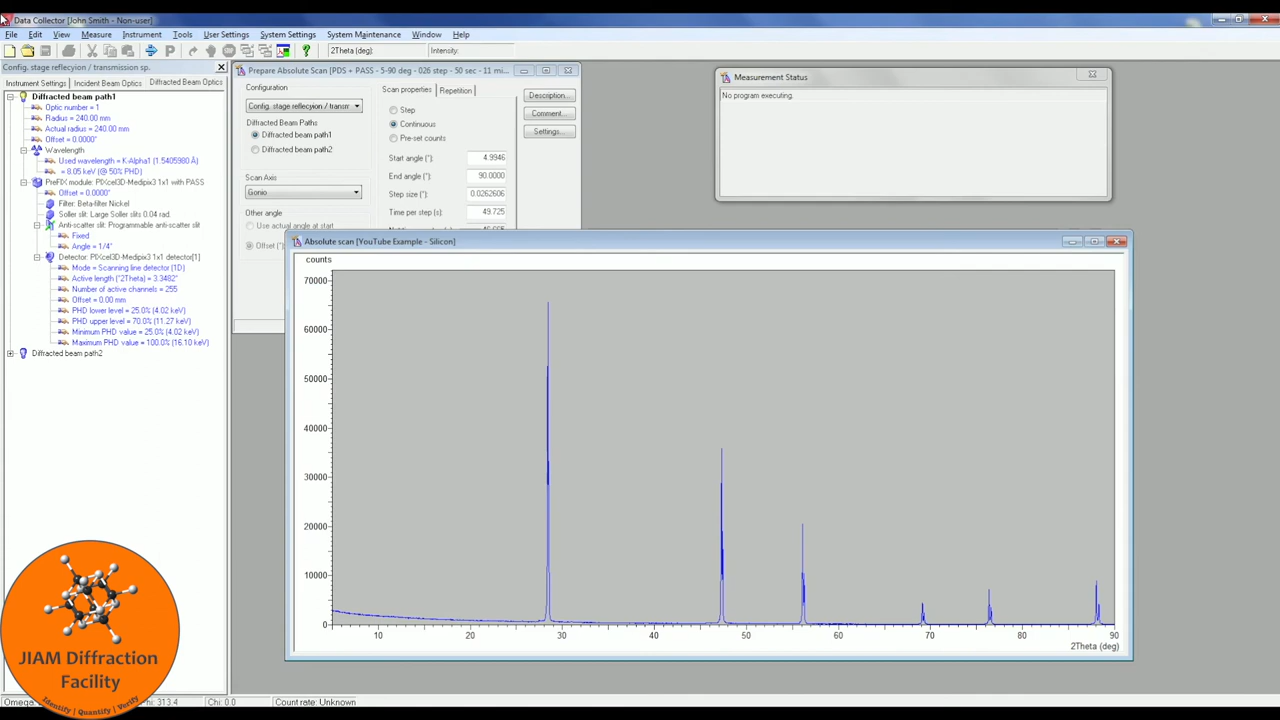 Data Collector [John Smith - Non-user]
File Edit View Measure Instrument Tools User Settings System Settings System Maintenance Window Help
2Theta (deg): Intensity:
Config. stage reflecyion / transmission sp.
Instrument Settings Incident Beam Optics Diffracted Beam Optics
Diffracted beam path1
Optic number = 1
Radius = 240.00 mm
Actual radius = 240.00 mm
Offset = 0.0000°
Wavelength
Used wavelength = K-Alpha1 (1.5405980 Å)
= 8.05 keV (@ 50% PHD)
PreFIX module: PIXcel3D-Medipix3 1x1 with PASS
Offset = 0.0000°
Filter: Beta-filter Nickel
Soller slit: Large Soller slits 0.04 rad.
Anti-scatter slit: Programmable anti-scatter slit
Fixed
Angle = 1/4°
Detector: PIXcel3D-Medipix3 1x1 detector[1]
Mode = Scanning line detector (1D)
Active length (°2Theta) = 3.3482°
Number of active channels = 255
Offset = 0.00 mm
PHD lower level = 25.0% (4.02 keV)
PHD upper level = 70.0% (11.27 keV)
Minimum PHD value = 25.0% (4.02 keV)
Maximum PHD value = 100.0% (16.10 keV)
Diffracted beam path2
Prepare Absolute Scan [PDS + PASS - 5-90 deg - 026 step - 50 sec - 11 mi...
Configuration
Config. stage reflecyion / transm
Diffracted Beam Paths
Diffracted beam path1
Diffracted beam path2
Scan Axis
Gonio
Other angle
Use actual angle at start
Offset (°)
Scan properties Repetition
Step
Continuous
Pre-set counts
Start angle (°): 4.9946
End angle (°): 90.0000
Step size (°): 0.0262606
Time per step (s): 49.725
Description...
Comment...
Settings...
Measurement Status
No program executing.
Absolute scan [YouTube Example - Silicon]
counts
70000
60000
50000
40000
30000
20000
10000
0
10 20 30 40 50 60 70 80 90
2Theta (deg)
JIAM Diffraction
Facility
Identify | Quantify | Verify
Omega: hi: 313.4 Chi: 0.0 Count rate: Unknown